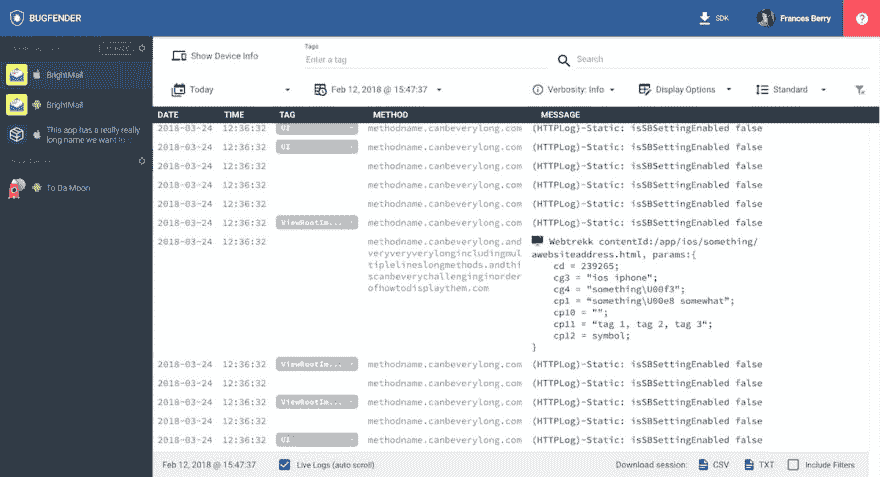 BUGFENDER
SDK
Frances Berry
Show Device Info
Tags
Enter a tag
Search
Today
Feb 12, 2018 @ 15:47:37
Verbosity: Info
Display Options
Standard
BrightMail
BrightMail
This app has a really really
long name we want to
To Da Moon
DATE TIME TAG METHOD MESSAGE
2018-03-24 12:36:32 UI methodname.canbeverylong.com (HTTPLog)-Static: isSBSettingEnabled false
2018-03-24 12:36:32 UI methodname.canbeverylong.com (HTTPLog)-Static: isSBSettingEnabled false
2018-03-24 12:36:32 methodname.canbeverylong.com (HTTPLog)-Static: isSBSettingEnabled false
2018-03-24 12:36:32 methodname.canbeverylong.com (HTTPLog)-Static: isSBSettingEnabled false
2018-03-24 12:36:32 methodname.canbeverylong.com (HTTPLog)-Static: isSBSettingEnabled false
2018-03-24 12:36:32 ViewRootIm... methodname.canbeverylong.com (HTTPLog)-Static: isSBSettingEnabled false
2018-03-24 12:36:32 methodname.canbeverylong.and Webtrekk contentId:/app/ios/something/
veryveryverylongincludingmul awebsiteaddress.html, params:{
tiplelineslongmethods.andthi cd = 239265;
scanbeverychallenginginorder cg3 = "ios iphone";
ofhowtodisplaythem.com cg4 = "something\U00f3";
cp1 = "something\U00e8 somewhat";
cp10 = "";
cp11 = "tag 1, tag 2, tag 3";
cp12 = symbol;
}
2018-03-24 12:36:32 ViewRootIm... methodname.canbeverylong.com (HTTPLog)-Static: isSBSettingEnabled false
2018-03-24 12:36:32 methodname.canbeverylong.com (HTTPLog)-Static: isSBSettingEnabled false
2018-03-24 12:36:32 ViewRootIm... methodname.canbeverylong.com (HTTPLog)-Static: isSBSettingEnabled false
2018-03-24 12:36:32 methodname.canbeverylong.com (HTTPLog)-Static: isSBSettingEnabled false
2018-03-24 12:36:32 UI methodname.canbeverylong.com (HTTPLog)-Static: isSBSettingEnabled false
Feb 12, 2018 @ 15:47:37 Live Logs (auto scroll) Download session: CSV TXT Include Filters